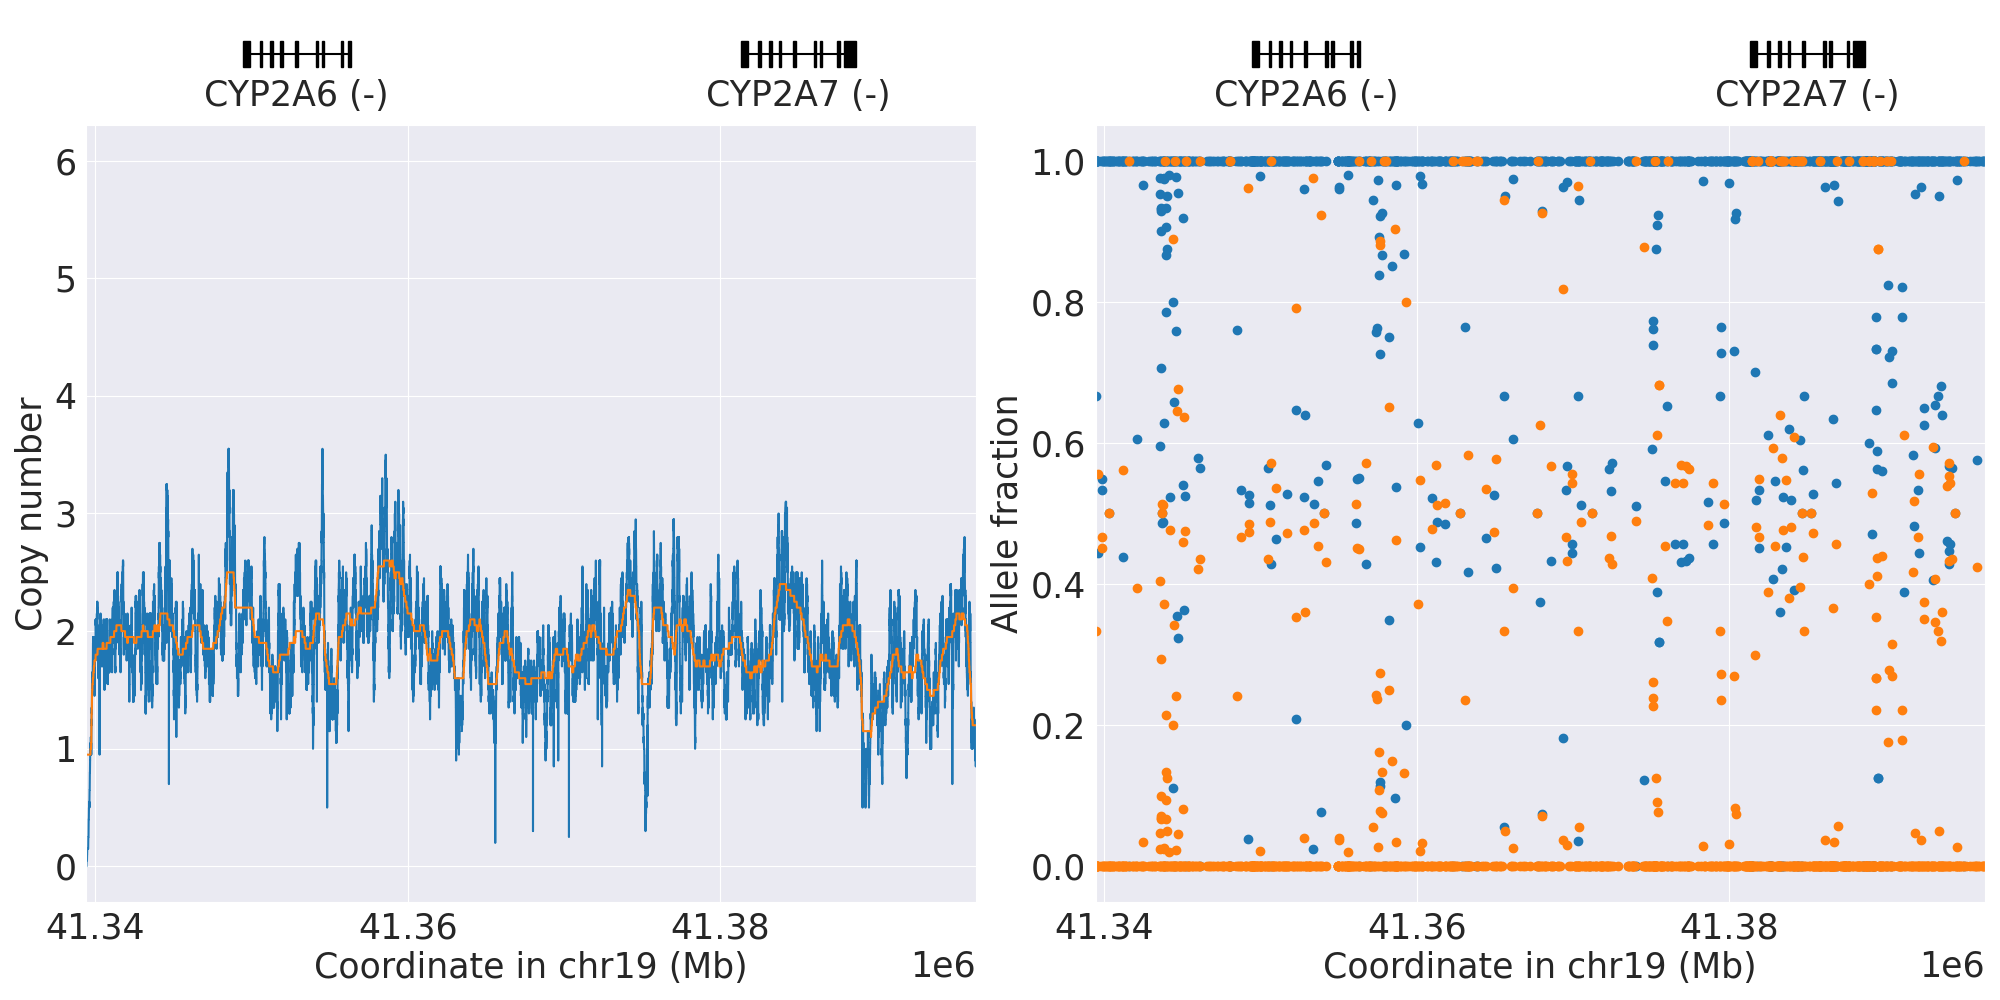 CYP2A6 (-)
CYP2A7 (-)
6
5
4
3
2
1
0
Copy number
41.34
41.36
41.38
Coordinate in chr19 (Mb)
1e6
CYP2A6 (-)
CYP2A7 (-)
1.0
0.8
0.6
0.4
0.2
0.0
Allele fraction
41.34
41.36
41.38
Coordinate in chr19 (Mb)
1e6